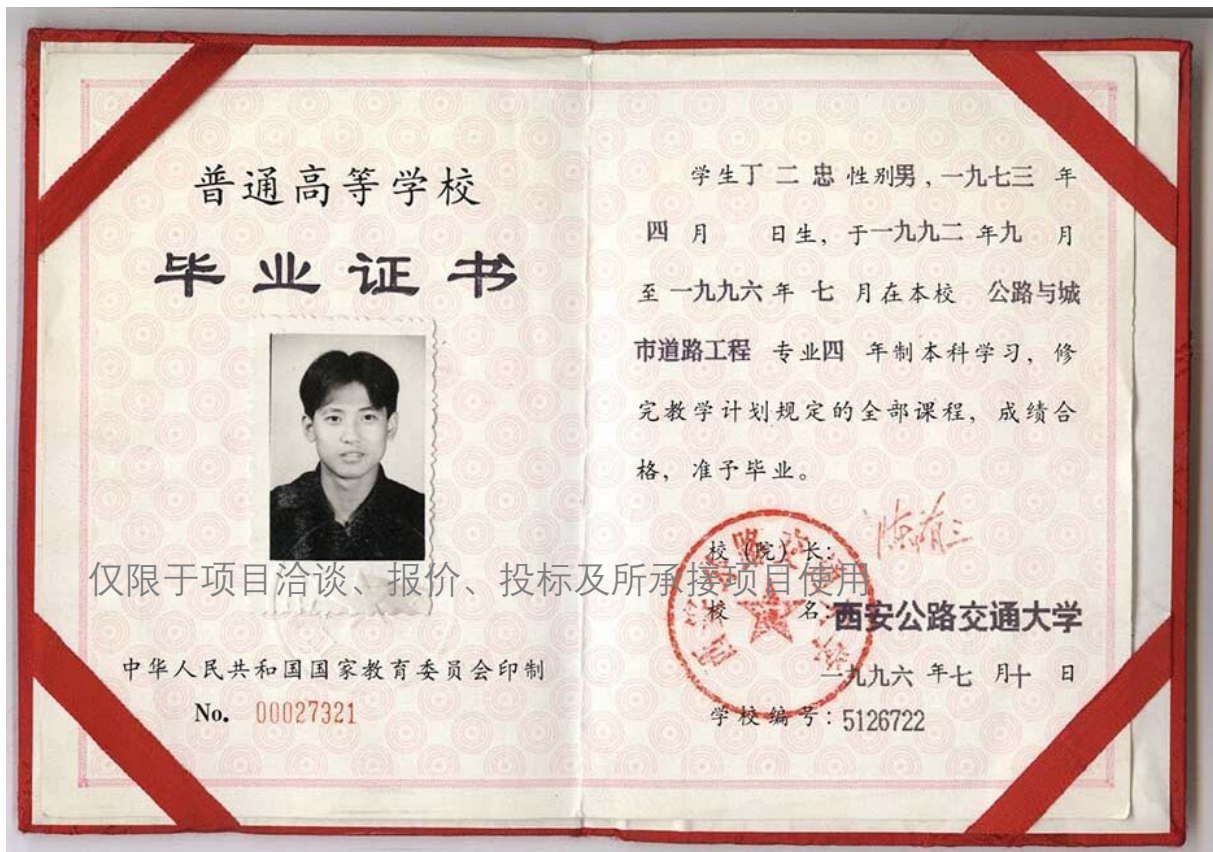 普通高等学校
毕业证书
中华人民共和国国家教育委员会印制
No. 00027321
学生丁二忠 性别男，一九七三 年
四 月 日生，于一九九二 年九 月
至 一九九六 年 七 月在本校 公路与城
市道路工程 专业四 年制本科学习，修
完教学计划规定的全部课程，成绩合
格，准予毕业。
校（院）长：
校 名：西安公路交通大学
一九九六 年七 月十 日
学校编号：5126722
仅限于项目洽谈、报价、投标及所承接项目使用